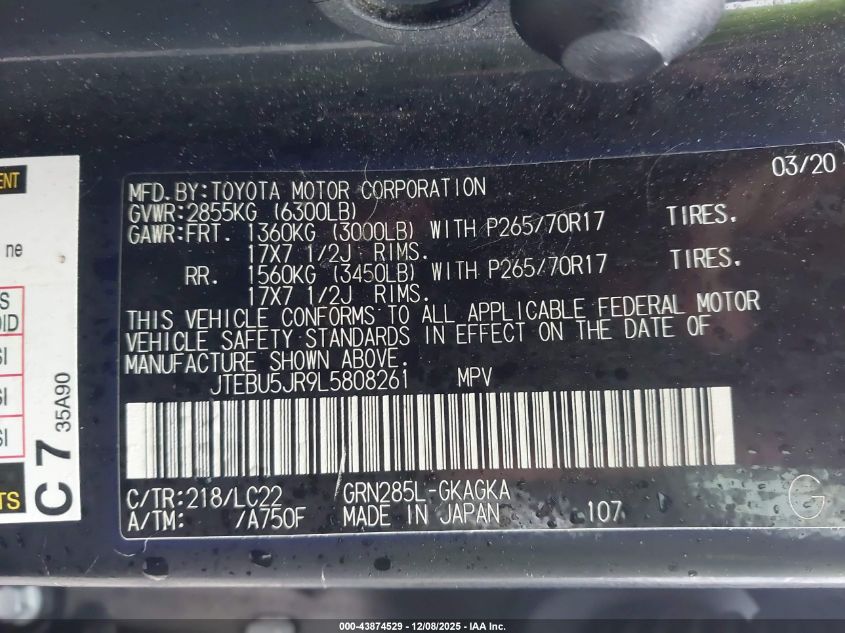 03/20
MFD.BY:TOYOTA MOTOR CORPORATION
GVWR:2855KG (6300LB)
GAWR:FRT. 1360KG (3000LB) WITH P265/70R17 TIRES.
17X7 1/2J RIMS.
RR. 1560KG (3450LB) WITH P265/70R17 TIRES.
17X7 1/2J RIMS.
THIS VEHICLE CONFORMS TO ALL APPLICABLE FEDERAL MOTOR
VEHICLE SAFETY STANDARDS IN EFFECT ON THE DATE OF
MANUFACTURE SHOWN ABOVE.
JTEBU5JR9L5808261 MPV
C/TR:218/LC22 GRN285L-GKAGKA
A/TM: /A750F MADE IN JAPAN 107
G
ne
C 7
35A90
000-43874529 - 12/08/2025 - IAA Inc.